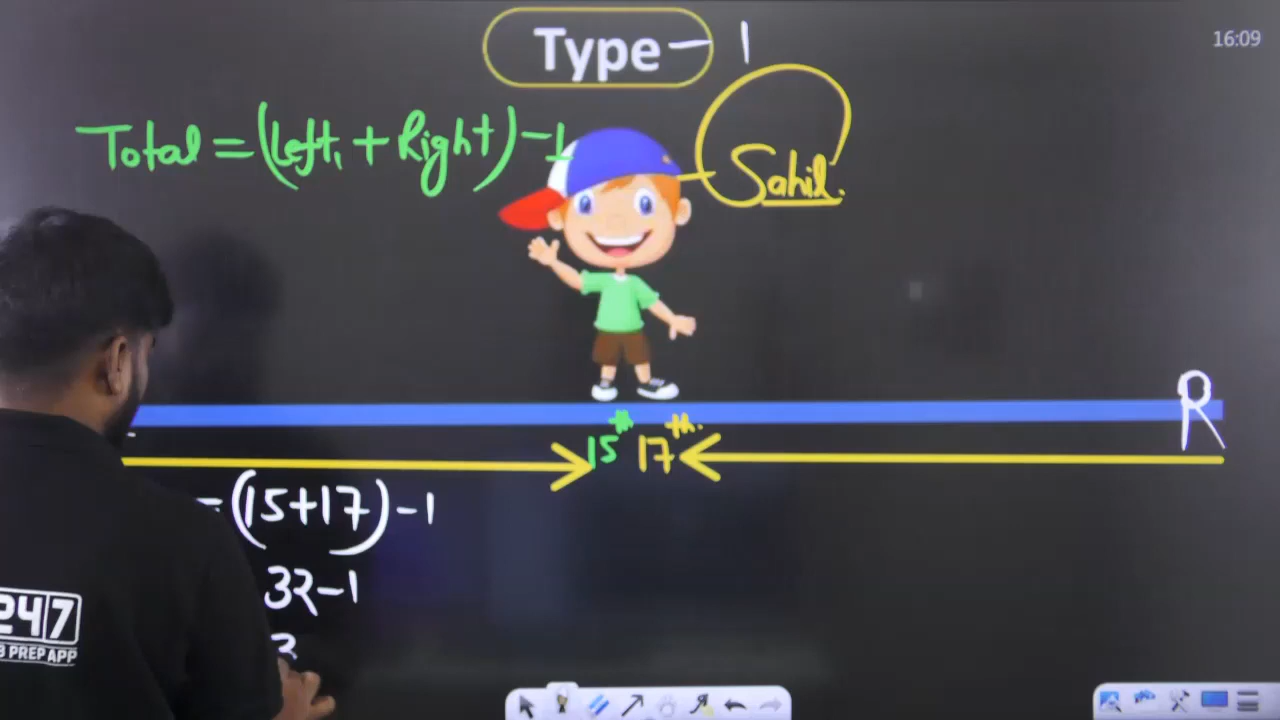 Type - 1
16:09
Total = (Left + Right) - 1
Sahil.
R
15th 17th.
= (15+17) - 1
32 - 1
3
247
PREP APP